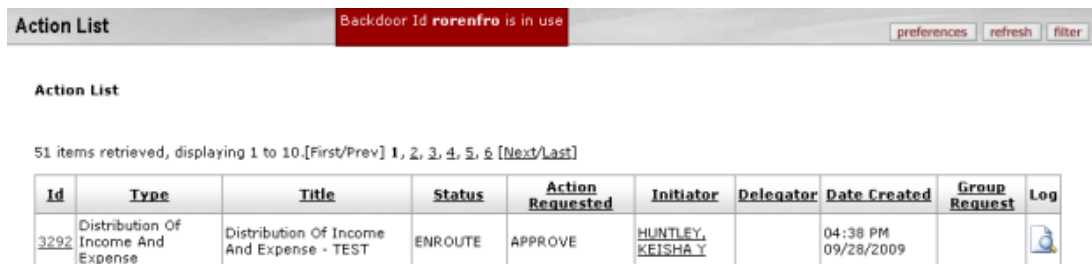 Action List
Backdoor Id rorenfro is in use
preferences refresh filter
Action List
51 items retrieved, displaying 1 to 10.[First/Prev] 1, 2, 3, 4, 5, 6 [Next/Last]
Id Type Title Status Action Requested Initiator Delegator Date Created Group Request Log
3292 Distribution Of Income And Expense Distribution Of Income And Expense - TEST ENROUTE APPROVE HUNTLEY, KEISHA Y 04:38 PM 09/28/2009